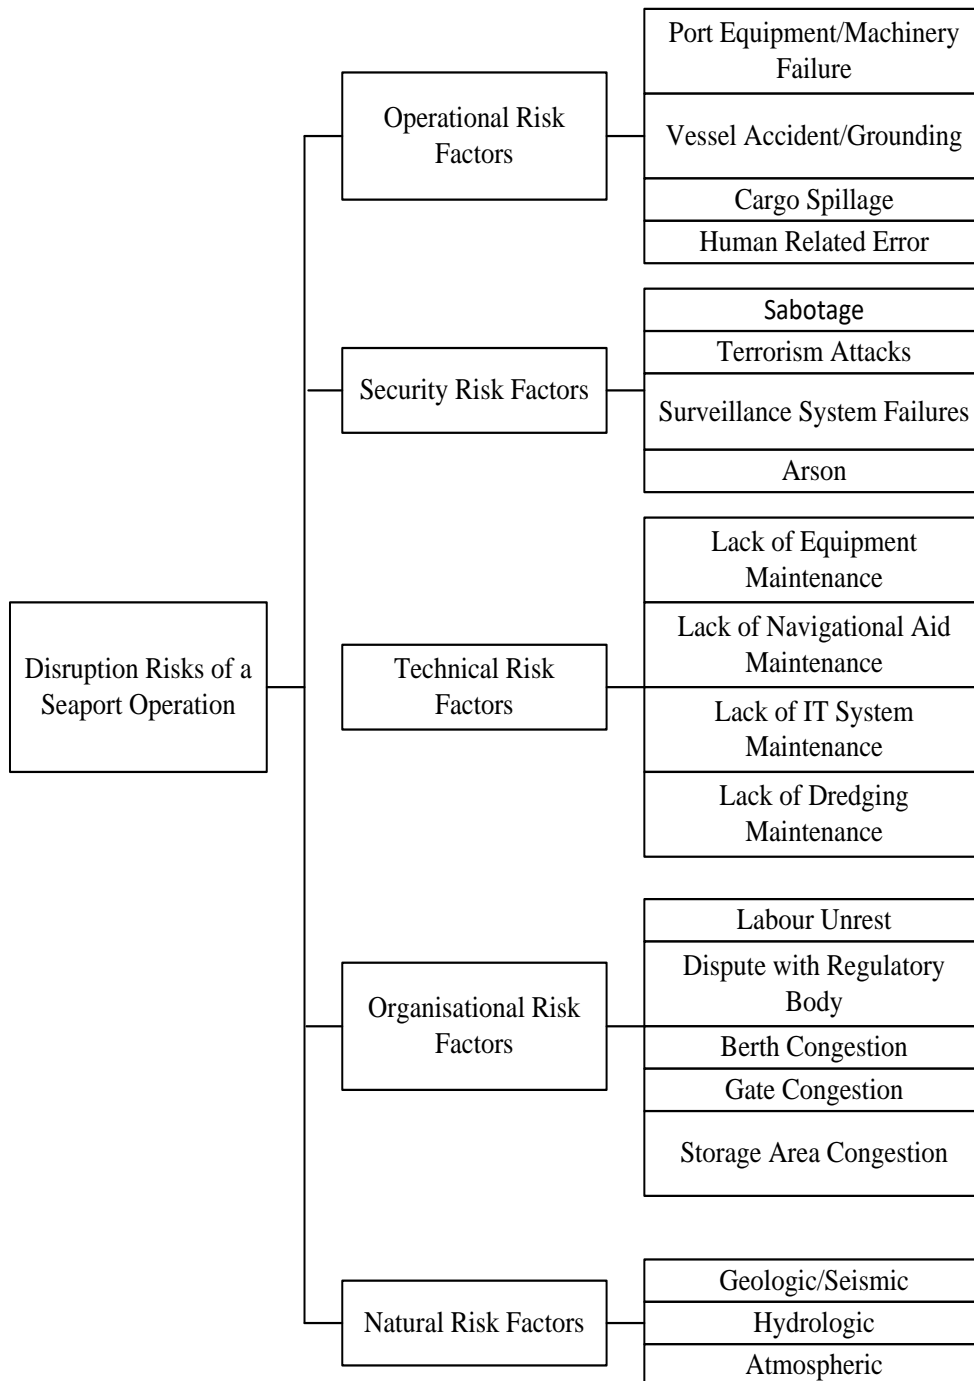 Disruption Risks of a
Seaport Operation
Operational Risk
Factors
Port Equipment/Machinery
Failure
Vessel Accident/Grounding
Cargo Spillage
Human Related Error
Security Risk Factors
Sabotage
Terrorism Attacks
Surveillance System Failures
Arson
Technical Risk
Factors
Lack of Equipment
Maintenance
Lack of Navigational Aid
Maintenance
Lack of IT System
Maintenance
Lack of Dredging
Maintenance
Organisational Risk
Factors
Labour Unrest
Dispute with Regulatory
Body
Berth Congestion
Gate Congestion
Storage Area Congestion
Natural Risk Factors
Geologic/Seismic
Hydrologic
Atmospheric